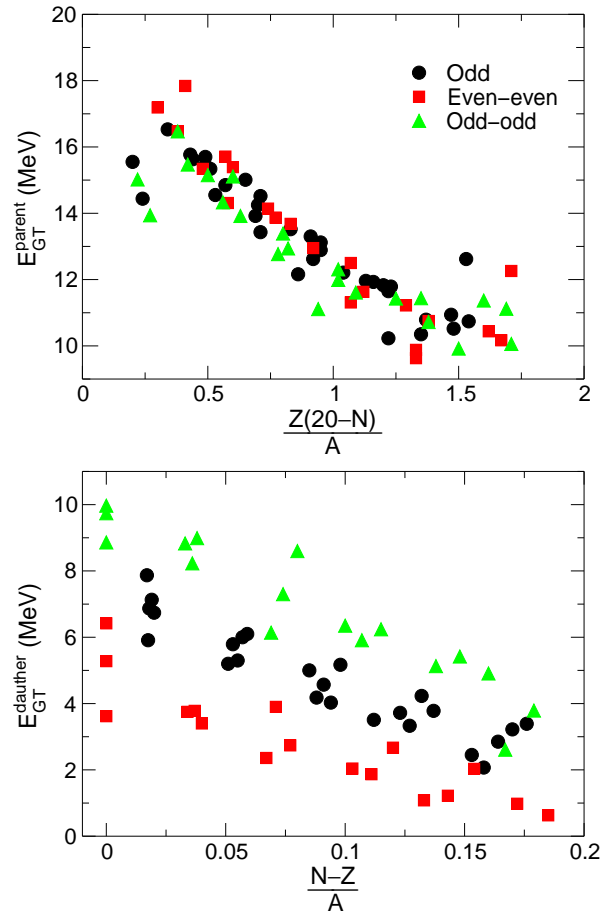 20
18
16
14
12
10
E_GT^parent (MeV)
Odd
Even−even
Odd−odd
0
0.5
1
1.5
2
Z(20−N)
A
10
8
6
4
2
0
E_GT^dauther (MeV)
0
0.05
0.1
0.15
0.2
N−Z
A